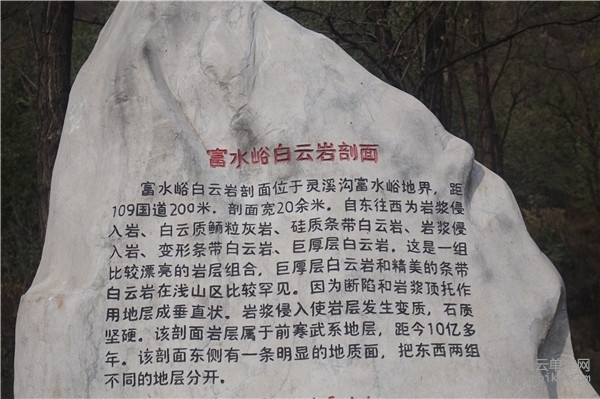 富水峪白云岩剖面
富水峪白云岩剖面位于灵溪沟富水峪地界，距
109国道200米，剖面宽20余米。自东往西为岩浆侵
入岩、白云质鲕粒灰岩、硅质条带白云岩、岩浆侵
入岩、变形条带白云岩、巨厚层白云岩。这是一组
比较漂亮的岩层组合，巨厚层白云岩和精美的条带
白云岩在浅山区比较罕见。因为断陷和岩浆顶托作
用地层成垂直状。岩浆侵入使岩层发生变质，石质
坚硬。该剖面岩层属于前寒武系地层，距今10亿多
年。该剖面东侧有一条明显的地质面，把东西两组
不同的地层分开。